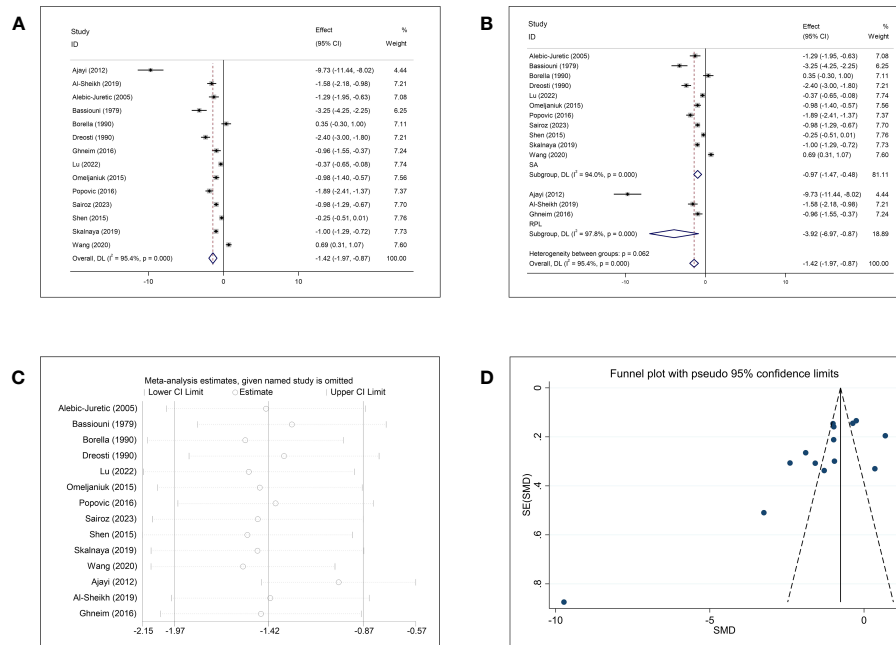 A
Study
ID
Effect
(95% CI)
%
Weight
Ajayi (2012) -9.73 (-11.44, -8.02) 4.44
Al-Sheikh (2019) -1.58 (-2.18, -0.98) 7.21
Alebic-Juretic (2005) -1.29 (-1.95, -0.63) 7.08
Bassiouni (1979) -3.25 (-4.25, -2.25) 6.25
Borella (1990) 0.35 (-0.30, 1.00) 7.11
Dreosti (1990) -2.40 (-3.00, -1.80) 7.21
Ghneim (2016) -0.96 (-1.55, -0.37) 7.24
Lu (2022) -0.37 (-0.65, -0.08) 7.74
Omeljaniuk (2015) -0.98 (-1.40, -0.57) 7.56
Popovic (2016) -1.89 (-2.41, -1.37) 7.37
Sairoz (2023) -0.98 (-1.29, -0.67) 7.70
Shen (2015) -0.25 (-0.51, 0.01) 7.76
Skalnaya (2019) -1.00 (-1.29, -0.72) 7.73
Wang (2020) 0.69 (0.31, 1.07) 7.60
Overall, DL (I² = 95.4%, p = 0.000) -1.42 (-1.97, -0.87) 100.00
-10 0 10
B
Study
ID
Effect
(95% CI)
%
Weight
Alebic-Juretic (2005) -1.29 (-1.95, -0.63) 7.08
Bassiouni (1979) -3.25 (-4.25, -2.25) 6.25
Borella (1990) 0.35 (-0.30, 1.00) 7.11
Dreosti (1990) -2.40 (-3.00, -1.80) 7.21
Lu (2022) -0.37 (-0.65, -0.08) 7.74
Omeljaniuk (2015) -0.98 (-1.40, -0.57) 7.56
Popovic (2016) -1.89 (-2.41, -1.37) 7.37
Sairoz (2023) -0.98 (-1.29, -0.67) 7.70
Shen (2015) -0.25 (-0.51, 0.01) 7.76
Skalnaya (2019) -1.00 (-1.29, -0.72) 7.73
Wang (2020) 0.69 (0.31, 1.07) 7.60
SA
Subgroup, DL (I² = 94.0%, p = 0.000) -0.97 (-1.47, -0.48) 81.11
Ajayi (2012) -9.73 (-11.44, -8.02) 4.44
Al-Sheikh (2019) -1.58 (-2.18, -0.98) 7.21
Ghneim (2016) -0.96 (-1.55, -0.37) 7.24
RPL
Subgroup, DL (I² = 97.8%, p = 0.000) -3.92 (-6.97, -0.87) 18.89
Heterogeneity between groups: p = 0.062
Overall, DL (I² = 95.4%, p = 0.000) -1.42 (-1.97, -0.87) 100.00
-10 0 10
C
Meta-analysis estimates, given named study is omitted
Lower CI Limit Estimate Upper CI Limit
Alebic-Juretic (2005)
Bassiouni (1979)
Borella (1990)
Dreosti (1990)
Lu (2022)
Omeljaniuk (2015)
Popovic (2016)
Sairoz (2023)
Shen (2015)
Skalnaya (2019)
Wang (2020)
Ajayi (2012)
Al-Sheikh (2019)
Ghneim (2016)
-2.15 -1.97 -1.42 -0.87 -0.57
D
Funnel plot with pseudo 95% confidence limits
SE(SMD)
0
.2
.4
.6
.8
-10 -5 0
SMD